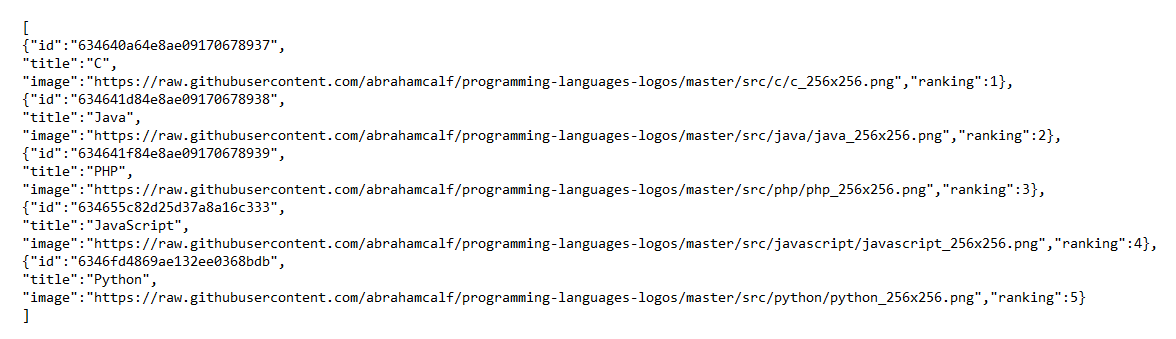 [
{"id":"634640a64e8ae09170678937",
"title":"C",
"image":"https://raw.githubusercontent.com/abrahamcalf/programming-languages-logos/master/src/c/c_256x256.png","ranking":1},
{"id":"634641d84e8ae09170678938",
"title":"Java",
"image":"https://raw.githubusercontent.com/abrahamcalf/programming-languages-logos/master/src/java/java_256x256.png","ranking":2},
{"id":"634641f84e8ae09170678939",
"title":"PHP",
"image":"https://raw.githubusercontent.com/abrahamcalf/programming-languages-logos/master/src/php/php_256x256.png","ranking":3},
{"id":"634655c82d25d37a8a16c333",
"title":"JavaScript",
"image":"https://raw.githubusercontent.com/abrahamcalf/programming-languages-logos/master/src/javascript/javascript_256x256.png","ranking":4},
{"id":"6346fd4869ae132ee0368bdb",
"title":"Python",
"image":"https://raw.githubusercontent.com/abrahamcalf/programming-languages-logos/master/src/python/python_256x256.png","ranking":5}
]